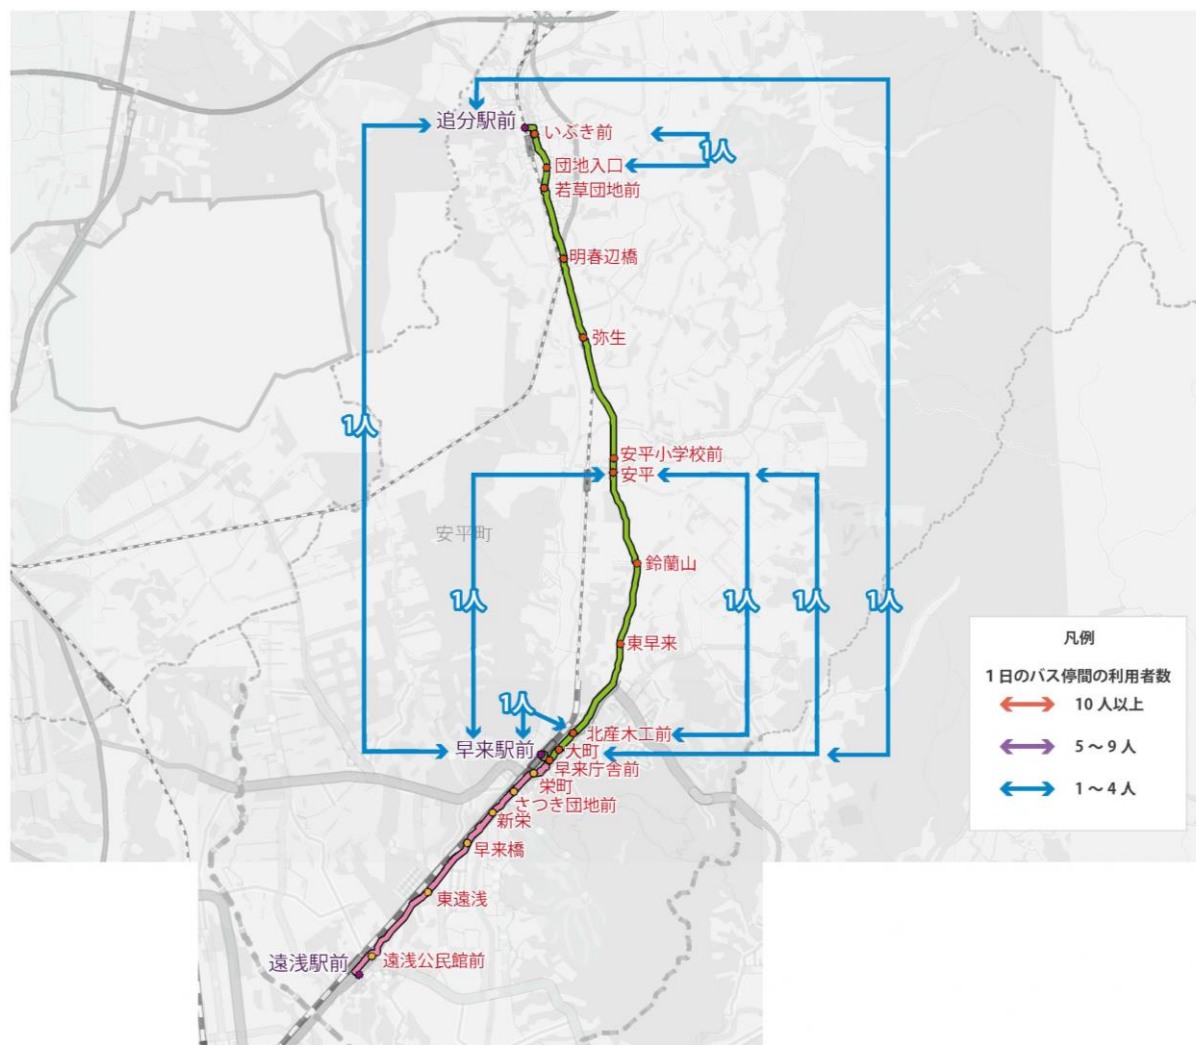 追分駅前
いぶき前
1人
団地入口
若草団地前
明春辺橋
弥生
1人
安平小学校前
安平
安平町
鈴蘭山
1人
1人
1人
1人
東早来
1人
北産木工前
早来駅前
大町
早来庁舎前
栄町
さつき団地前
新栄
早来橋
東遠浅
遠浅公民館前
遠浅駅前
凡例
1日のバス停間の利用者数
10人以上
5〜9人
1〜4人